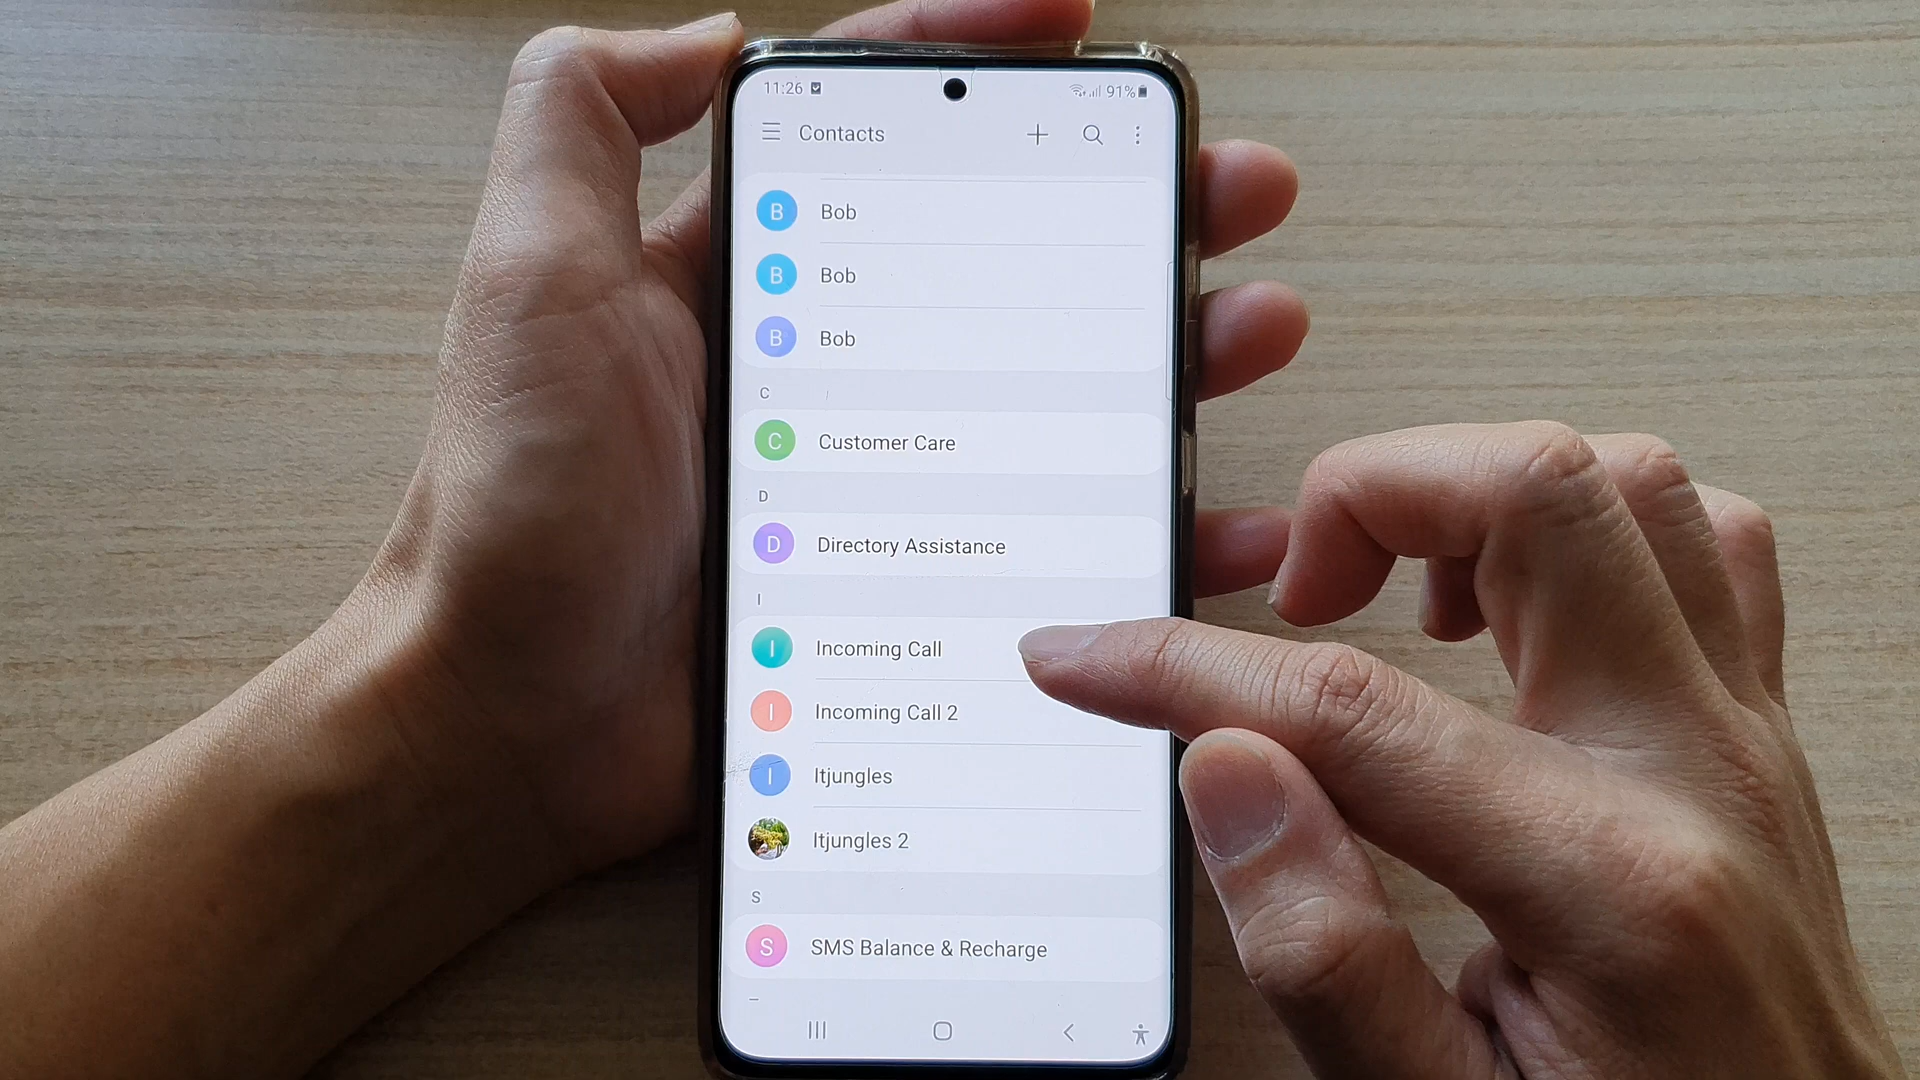 11:26 91%
Contacts
B Bob
B Bob
B Bob
C
C Customer Care
D
D Directory Assistance
I
I Incoming Call
I Incoming Call 2
I Itjungles
Itjungles 2
S
S SMS Balance & Recharge